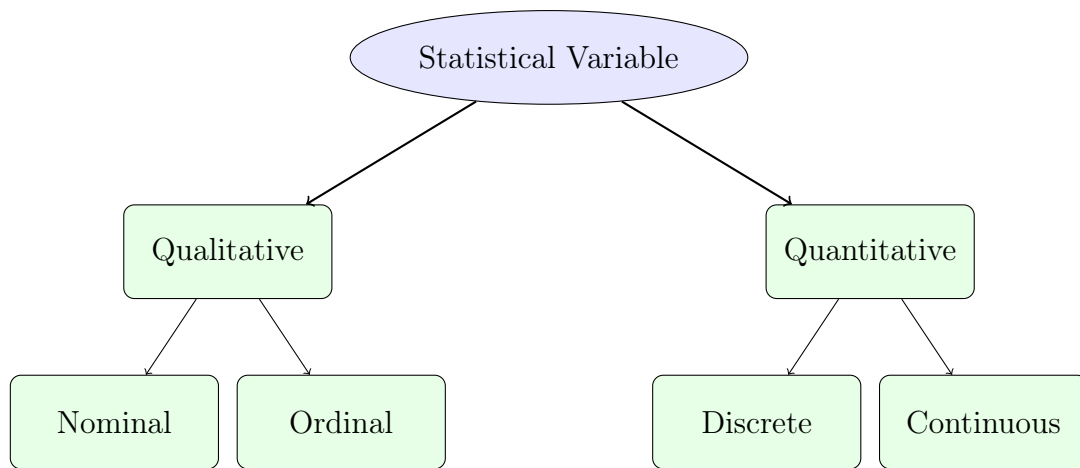 Statistical Variable
Qualitative
Quantitative
Nominal
Ordinal
Discrete
Continuous